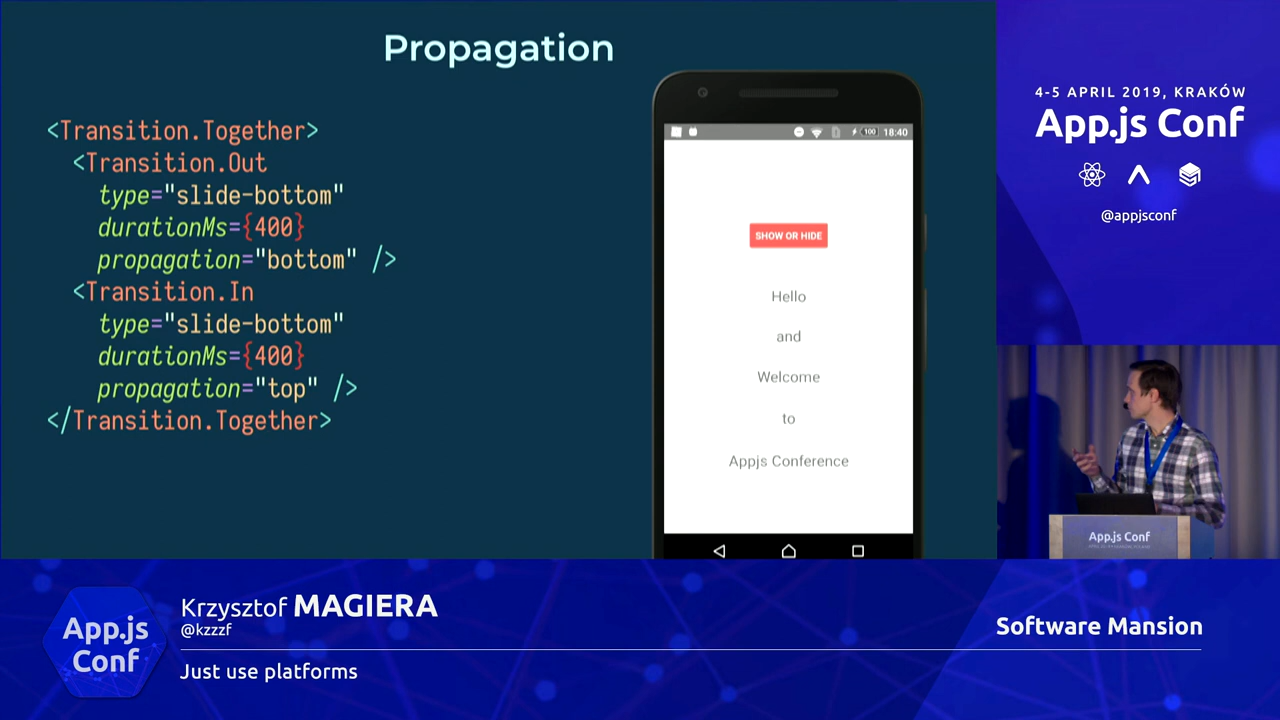 Propagation
<Transition.Together>
<Transition.Out
type="slide-bottom"
durationMs={400}
propagation="bottom" />
<Transition.In
type="slide-bottom"
durationMs={400}
propagation="top" />
</Transition.Together>
100 18:40
SHOW OR HIDE
Hello
and
Welcome
to
Appjs Conference
4-5 APRIL 2019, KRAKÓW
App.js Conf
@appjsconf
App.js Conf
App.js
Conf
Krzysztof MAGIERA
@kzzzf
Just use platforms
Software Mansion